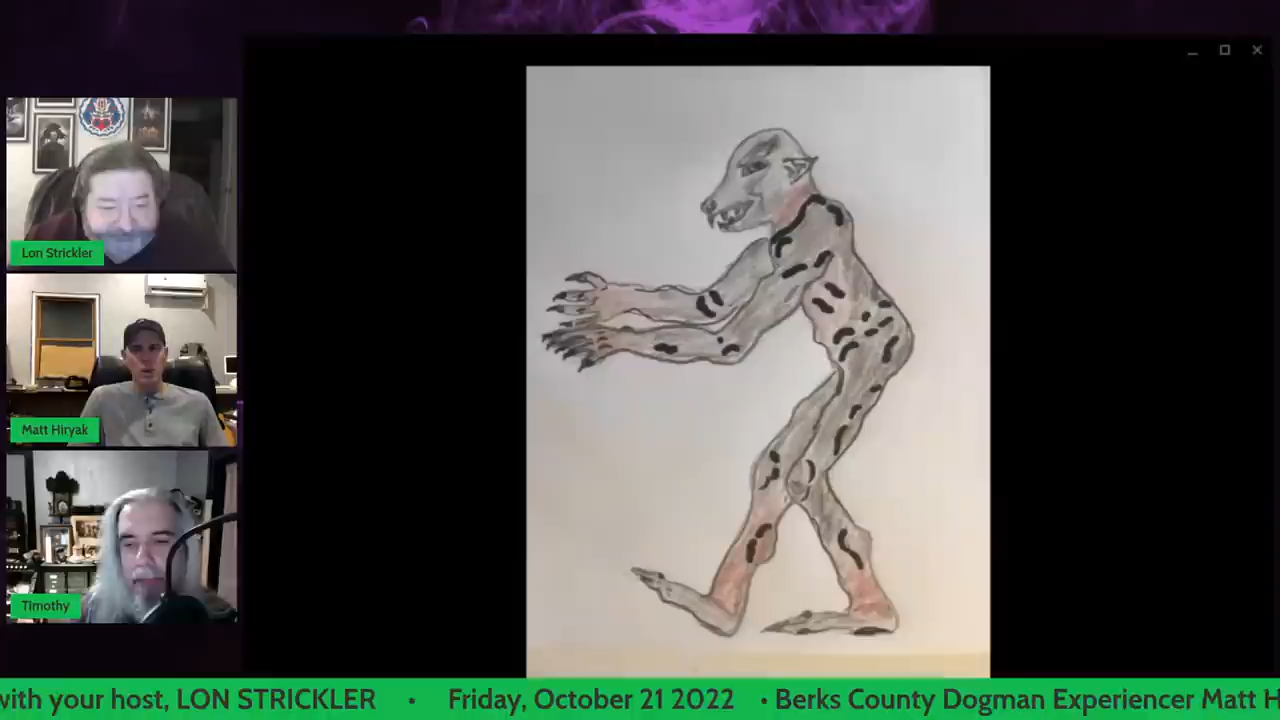 Lon Strickler
Matt Hiryak
Timothy
with your host, LON STRICKLER • Friday, October 21 2022 • Berks County Dogman Experiencer Matt H